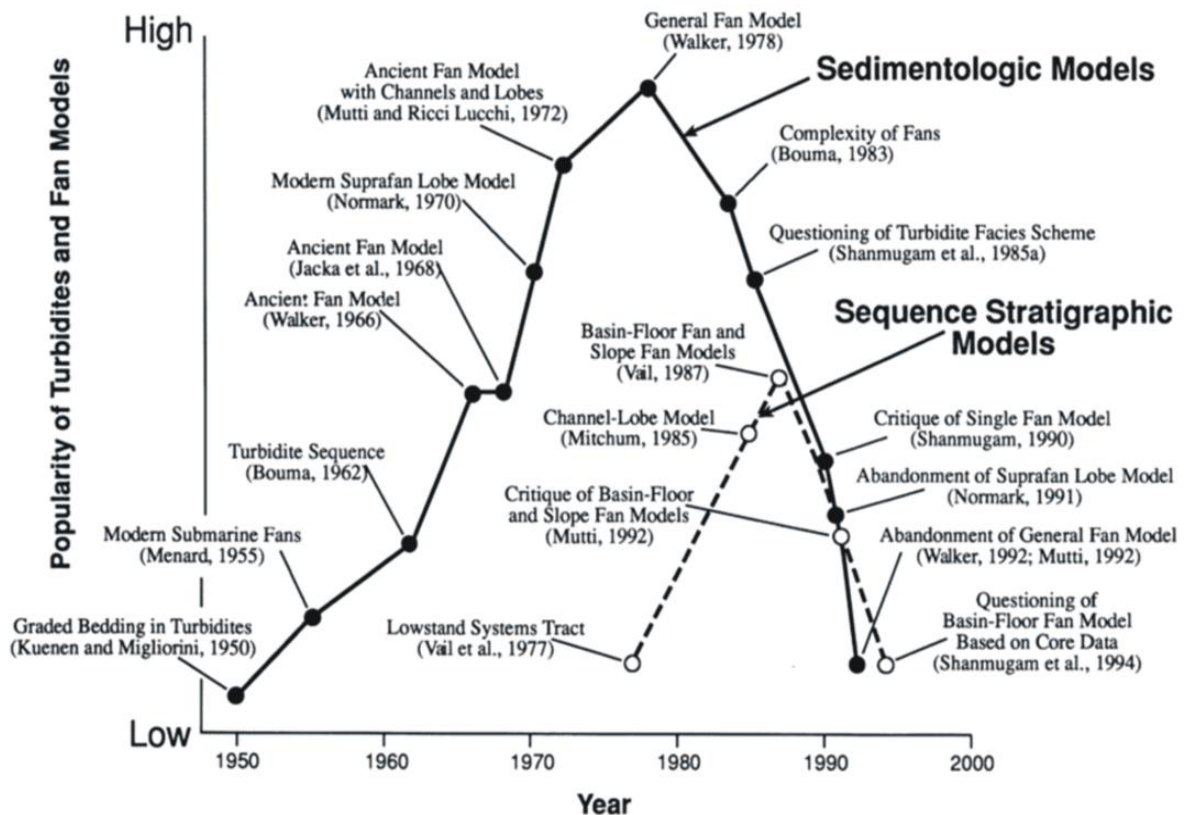 High
Low
Popularity of Turbidites and Fan Models
General Fan Model
(Walker, 1978)
Sedimentologic Models
Ancient Fan Model
with Channels and Lobes
(Mutti and Ricci Lucchi, 1972)
Complexity of Fans
(Bouma, 1983)
Modern Suprafan Lobe Model
(Normark, 1970)
Questioning of Turbidite Facies Scheme
(Shanmugam et al., 1985a)
Ancient Fan Model
(Jacka et al., 1968)
Ancient Fan Model
(Walker, 1966)
Sequence Stratigraphic
Models
Basin-Floor Fan and
Slope Fan Models
(Vail, 1987)
Channel-Lobe Model
(Mitchum, 1985)
Critique of Single Fan Model
(Shanmugam, 1990)
Turbidite Sequence
(Bouma, 1962)
Abandonment of Suprafan Lobe Model
(Normark, 1991)
Critique of Basin-Floor
and Slope Fan Models
(Mutti, 1992)
Modern Submarine Fans
(Menard, 1955)
Abandonment of General Fan Model
(Walker, 1992; Mutti, 1992)
Graded Bedding in Turbidites
(Kuenen and Migliorini, 1950)
Lowstand Systems Tract
(Vail et al., 1977)
Questioning of
Basin-Floor Fan Model
Based on Core Data
(Shanmugam et al., 1994)
1950 1960 1970 1980 1990 2000
Year